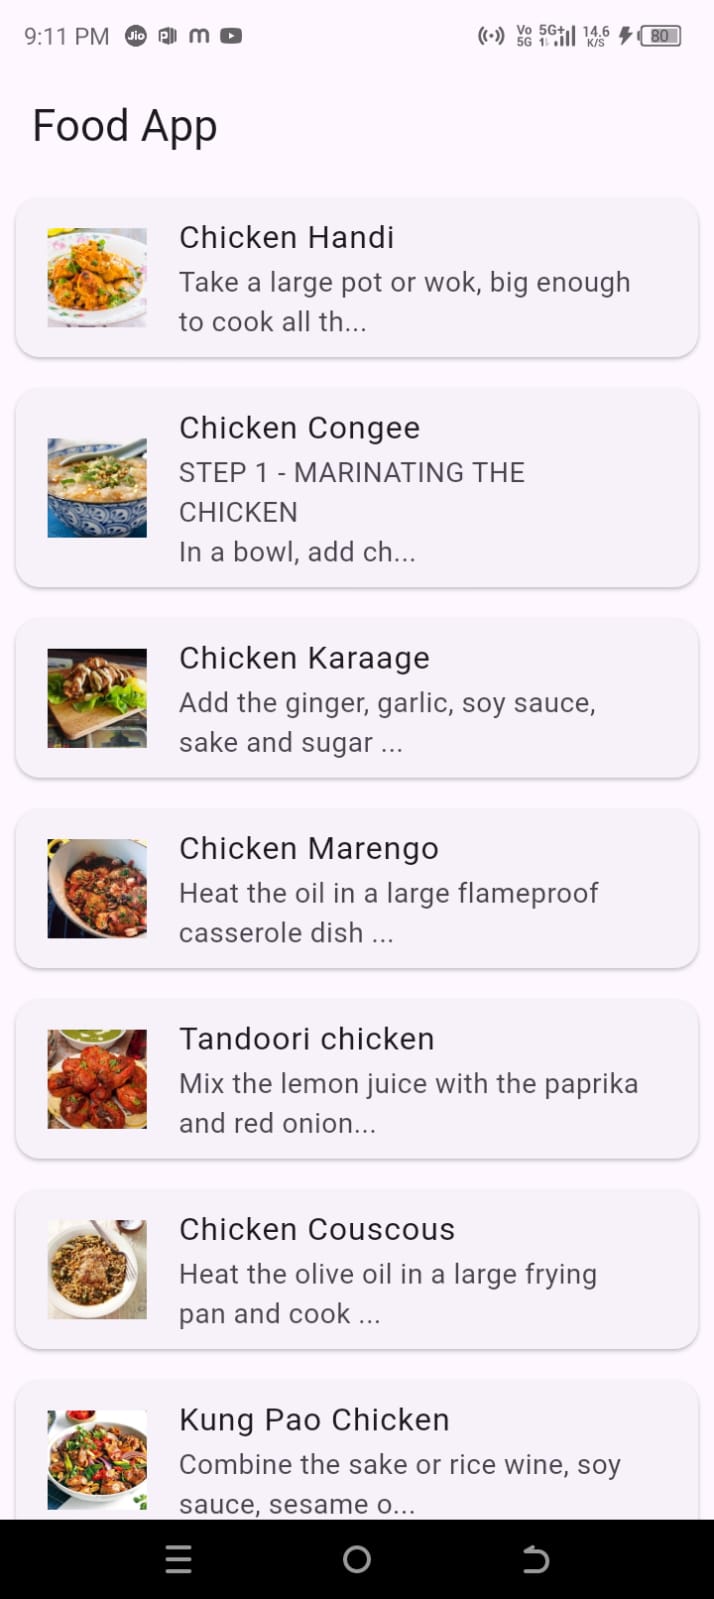 9:11 PM Jio m Vo 5G 5G+ 14.6 K/S 80
Food App
Chicken Handi
Take a large pot or wok, big enough
to cook all th...
Chicken Congee
STEP 1 - MARINATING THE
CHICKEN
In a bowl, add ch...
Chicken Karaage
Add the ginger, garlic, soy sauce,
sake and sugar ...
Chicken Marengo
Heat the oil in a large flameproof
casserole dish ...
Tandoori chicken
Mix the lemon juice with the paprika
and red onion...
Chicken Couscous
Heat the olive oil in a large frying
pan and cook ...
Kung Pao Chicken
Combine the sake or rice wine, soy
sauce, sesame o...